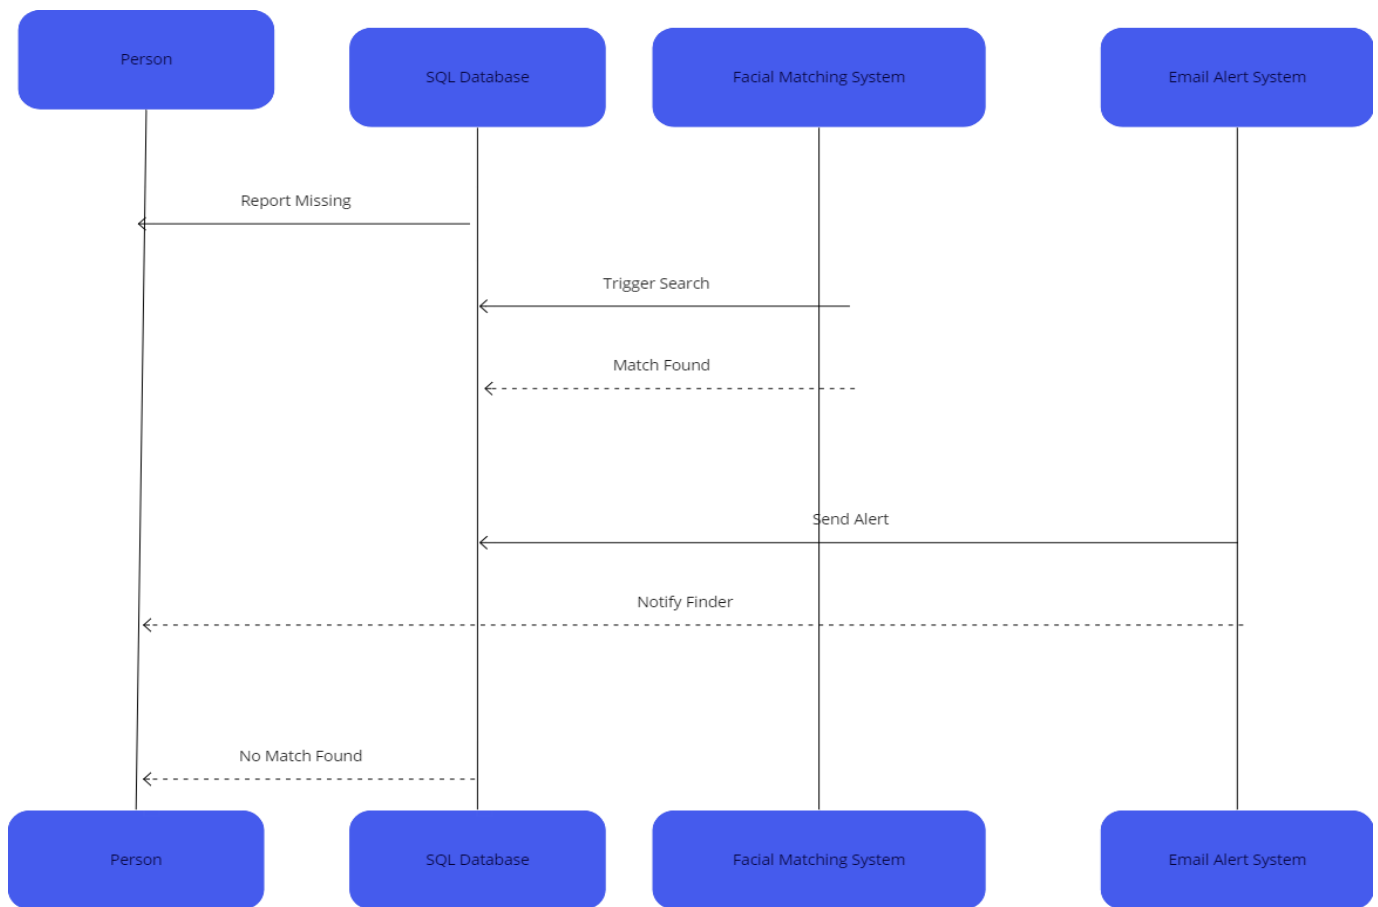 Person
SQL Database
Facial Matching System
Email Alert System
Report Missing
Trigger Search
Match Found
Send Alert
Notify Finder
No Match Found
Person
SQL Database
Facial Matching System
Email Alert System